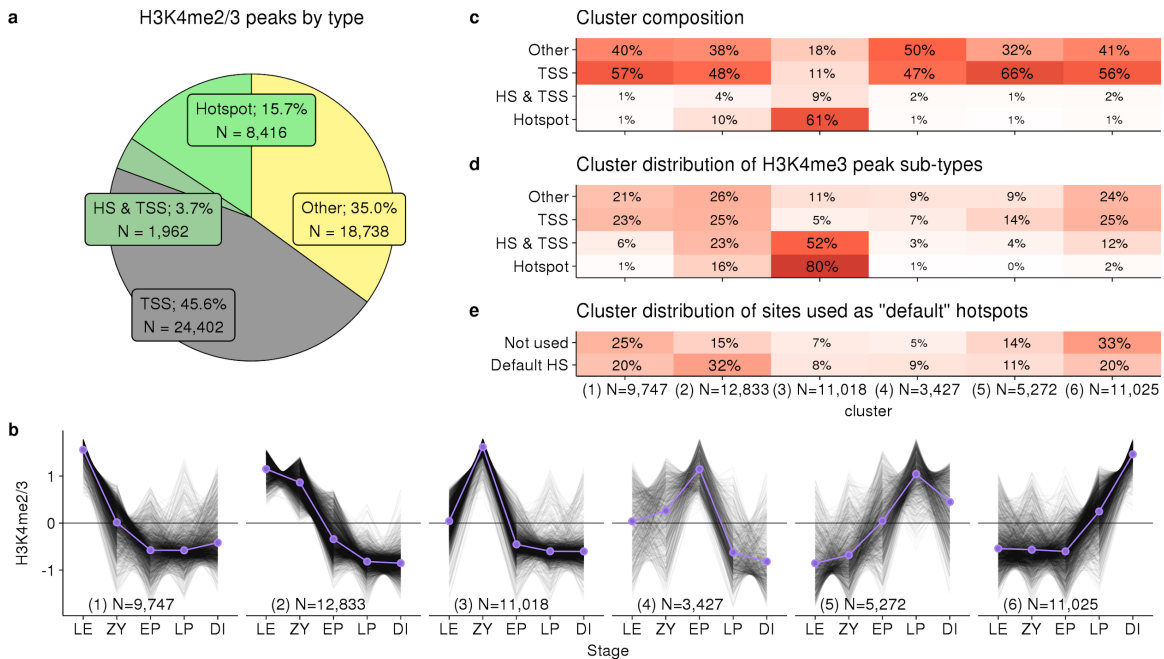 a
H3K4me2/3 peaks by type
Hotspot; 15.7%
N = 8,416
HS & TSS; 3.7%
N = 1,962
Other; 35.0%
N = 18,738
TSS; 45.6%
N = 24,402
c
Cluster composition
Other 40% 38% 18% 50% 32% 41%
TSS 57% 48% 11% 47% 66% 56%
HS & TSS 1% 4% 9% 2% 1% 2%
Hotspot 1% 10% 61% 1% 1% 1%
d
Cluster distribution of H3K4me3 peak sub-types
Other 21% 26% 11% 9% 9% 24%
TSS 23% 25% 5% 7% 14% 25%
HS & TSS 6% 23% 52% 3% 4% 12%
Hotspot 1% 16% 80% 1% 0% 2%
e
Cluster distribution of sites used as "default" hotspots
Not used 25% 15% 7% 5% 14% 33%
Default HS 20% 32% 8% 9% 11% 20%
(1) N=9,747 (2) N=12,833 (3) N=11,018 (4) N=3,427 (5) N=5,272 (6) N=11,025
cluster
b
H3K4me2/3
1
0
-1
(1) N=9,747 (2) N=12,833 (3) N=11,018 (4) N=3,427 (5) N=5,272 (6) N=11,025
LE ZY EP LP DI LE ZY EP LP DI LE ZY EP LP DI LE ZY EP LP DI LE ZY EP LP DI LE ZY EP LP DI
Stage